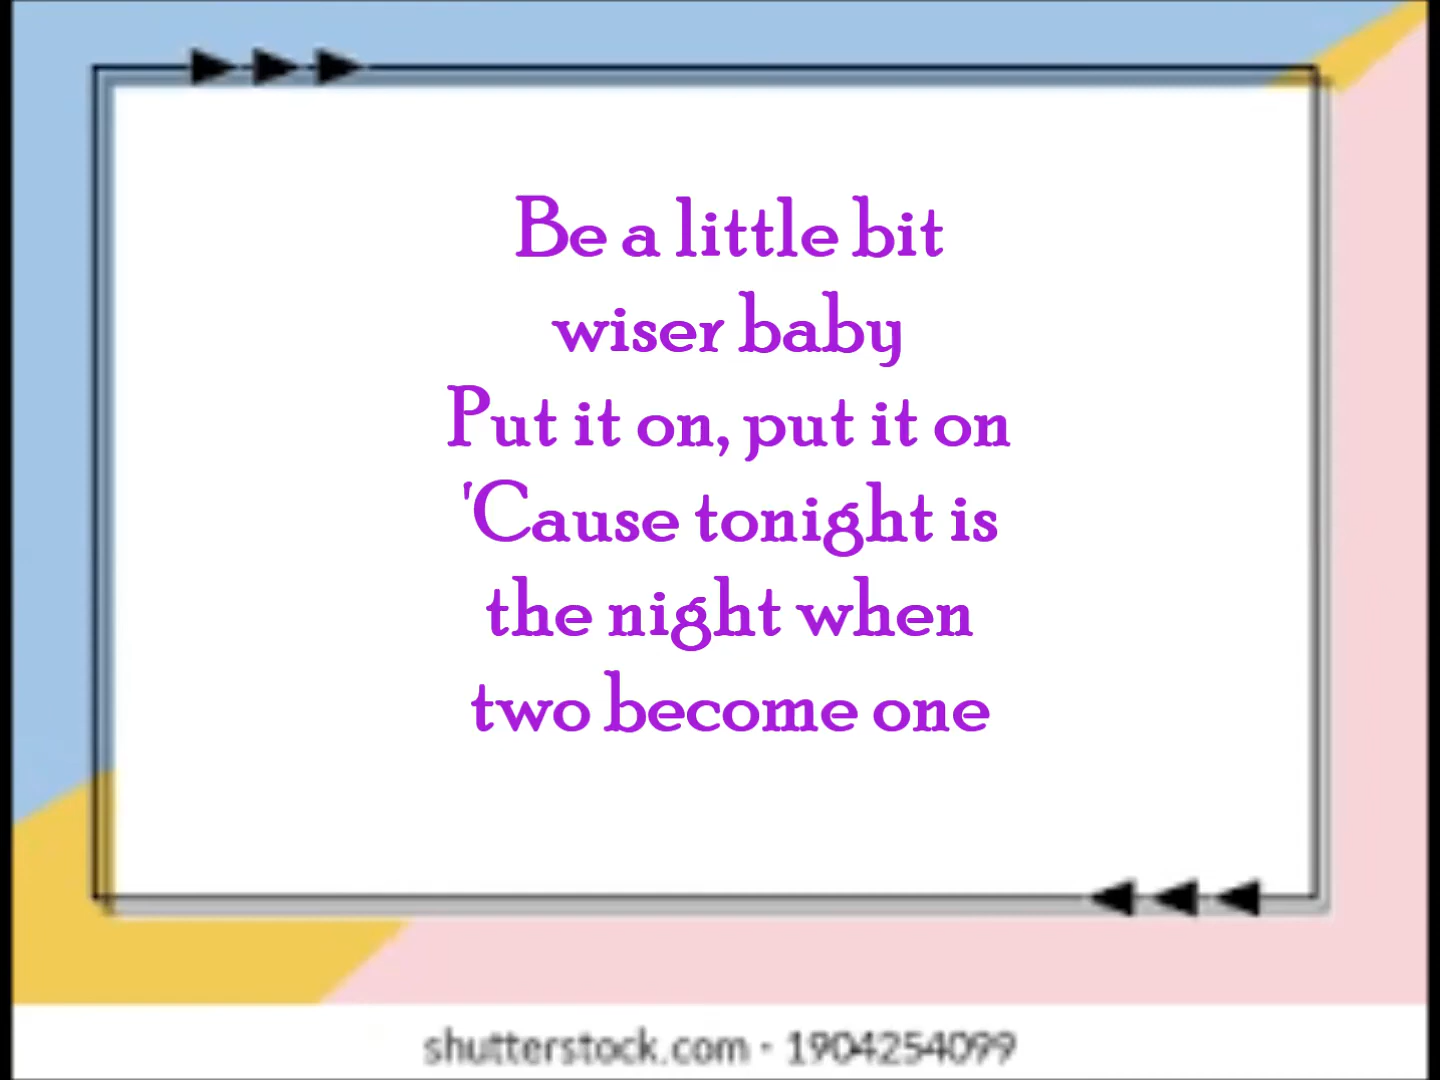 Be a little bit
wiser baby
Put it on, put it on
'Cause tonight is
the night when
two become one
shutterstock.com · 1904254099